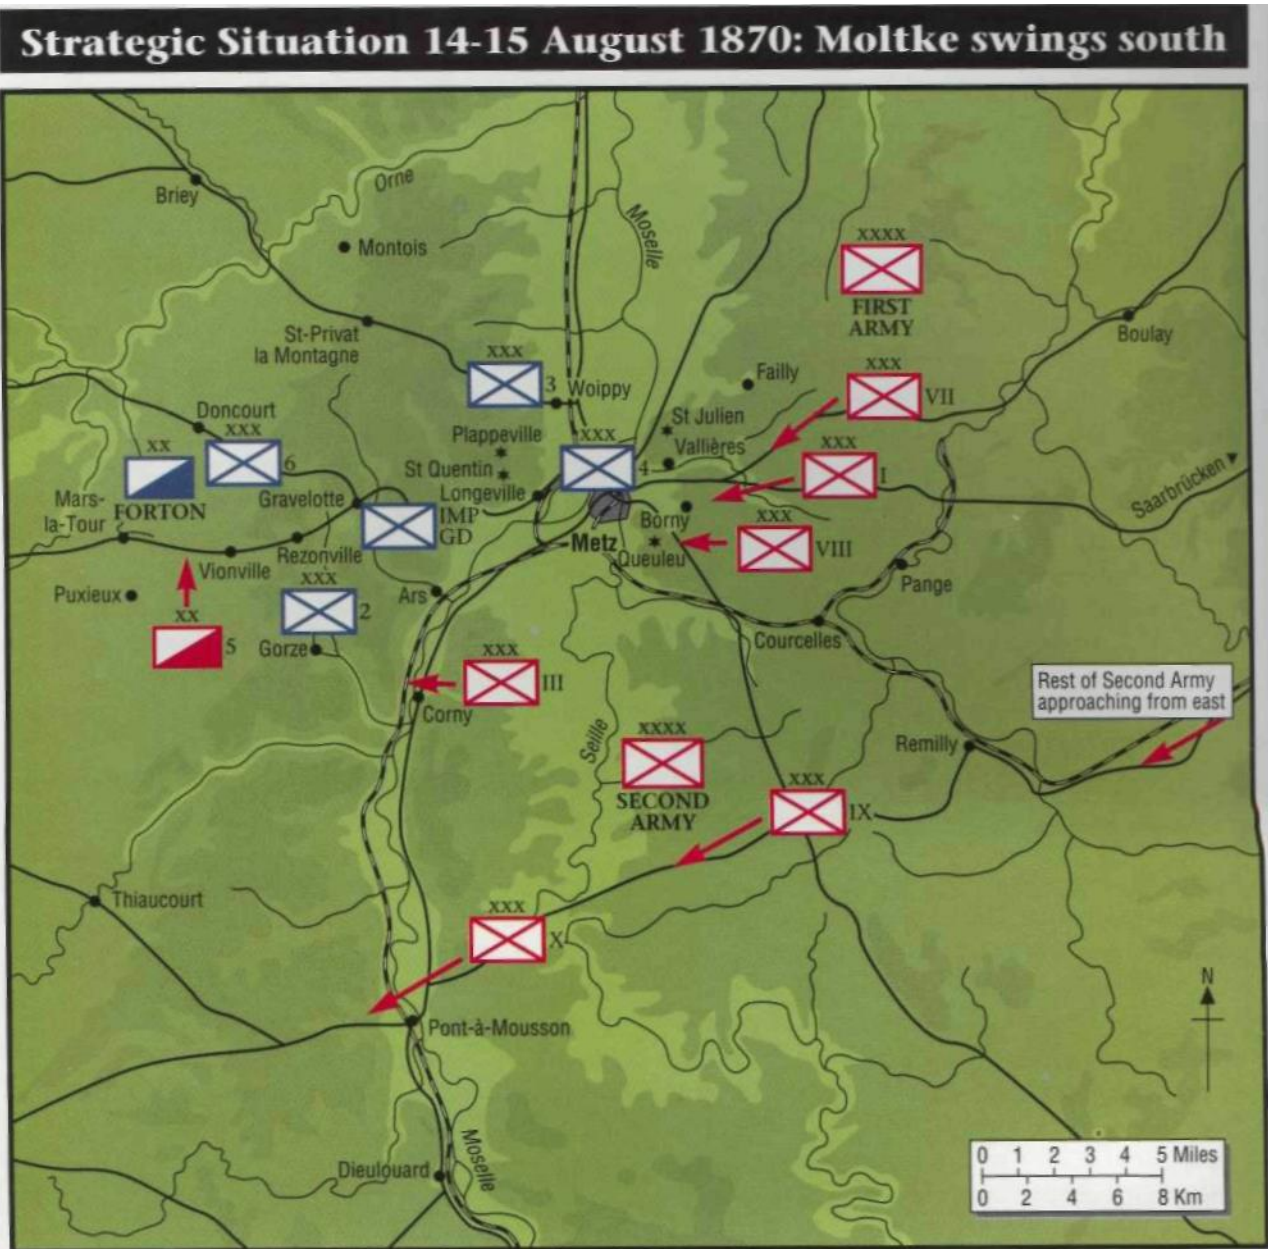 Strategic Situation 14-15 August 1870: Moltke swings south
Orne
Briey
Montois
Moselle
XXXX
FIRST
ARMY
Boulay
St-Privat
la Montagne
XXX
3
Woippy
Failly
XXX
VII
Doncourt
XXX
6
Plappeville
XXX
4
St Julien
Vallières
XX
FORTON
St Quentin
Longeville
XXX
I
Saarbrücken
Mars-
la-Tour
Gravelotte
IMP
GD
Borny
XXX
VIII
Metz
Queuleu
Rezonville
Vionville
Pange
Puxieux
XXX
2
Ars
XX
5
Gorze
Courcelles
XXX
III
Corny
Rest of Second Army
approaching from east
Seille
XXXX
SECOND
ARMY
Remilly
XXX
IX
Thiaucourt
XXX
X
N
Pont-à-Mousson
Dieulouard
Moselle
0 1 2 3 4 5 Miles
0 2 4 6 8 Km